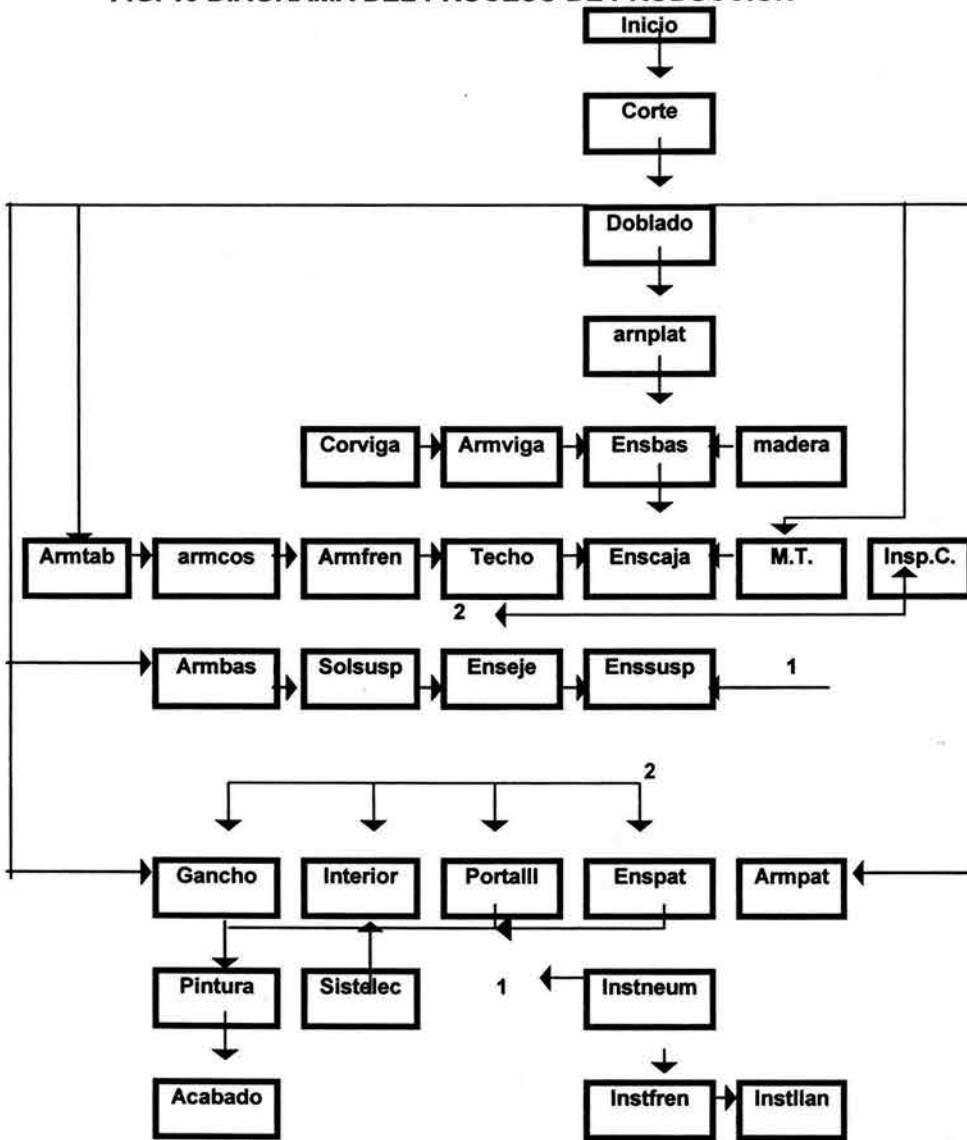 Inicio
Corte
Doblado
arnplat
Corviga Armviga Ensbas madera
Armtab armcos Armfren Techo Enscaja M.T. Insp.C.
2
Armbas Solsusp Enseje Enssusp 1
2
Gancho Interior Portalll Enspat Armpat
Pintura Sistelec 1 Instneum
Acabado Instfren Instllan